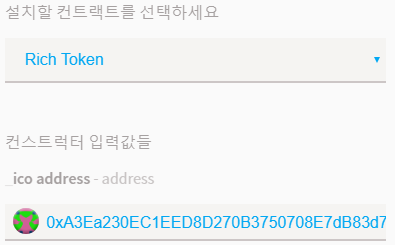 설치할 컨트랙트를 선택하세요
Rich Token
컨스트럭터 입력값들
_ico address - address
0xA3Ea230EC1EED8D270B3750708E7dB83d7